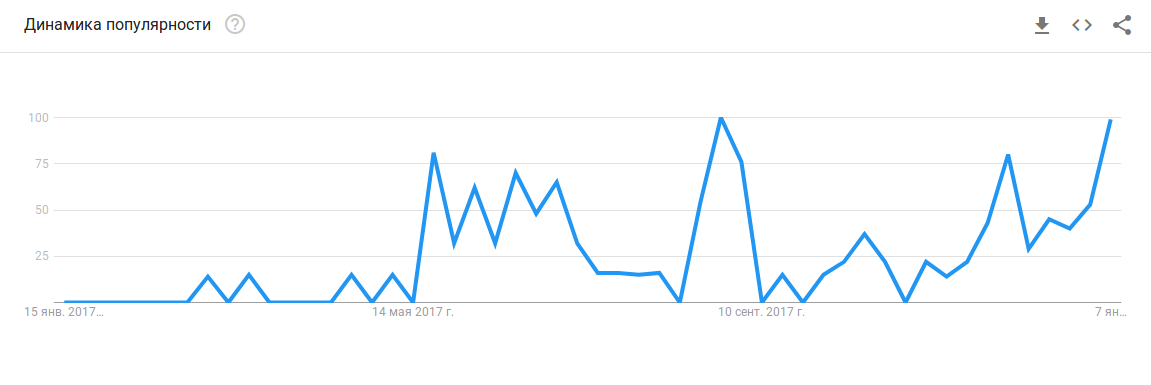 Динамика популярности ?
100
75
50
25
15 янв. 2017…
14 мая 2017 г.
10 сент. 2017 г.
7 ян…